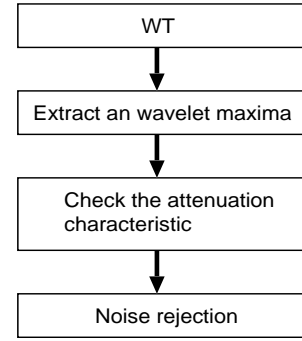 WT
Extract an wavelet maxima
Check the attenuation
characteristic
Noise rejection